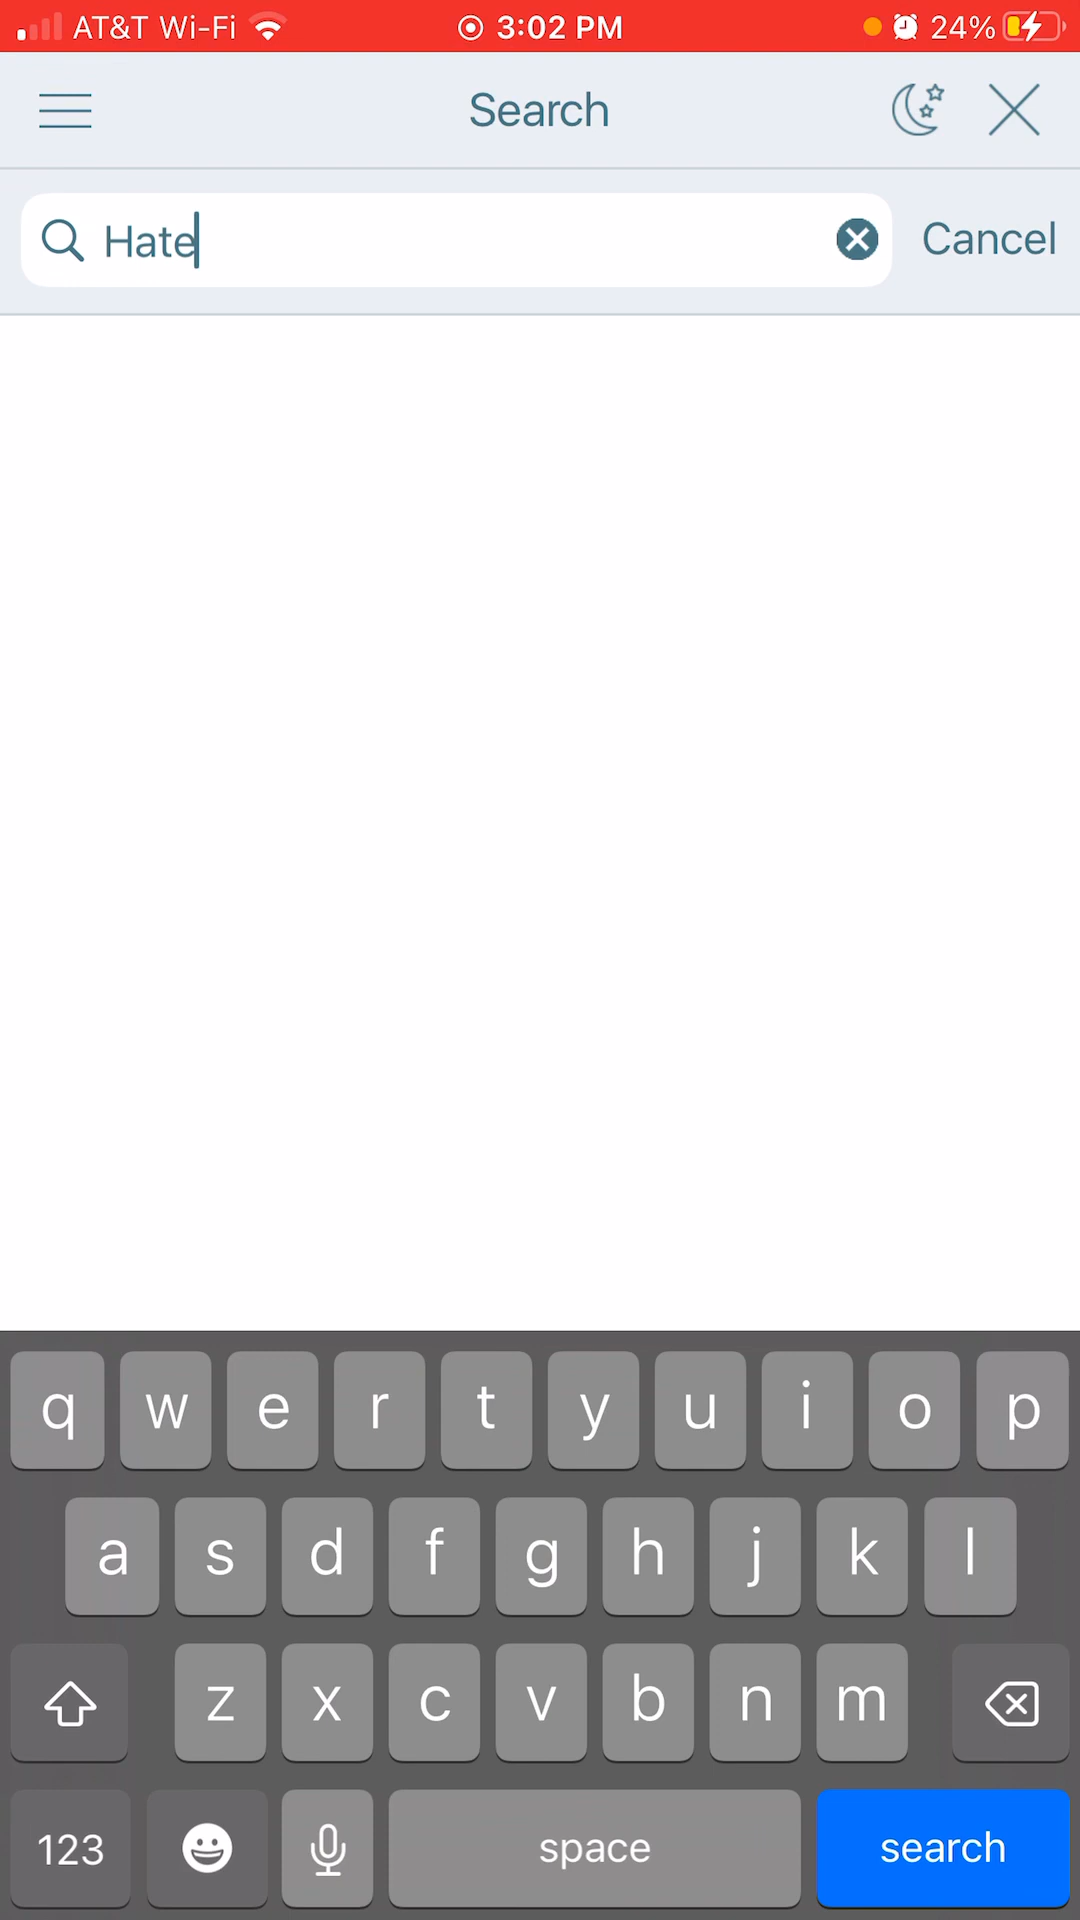 AT&T Wi-Fi 3:02 PM 24%
Search
Hate Cancel
q w e r t y u i o p
a s d f g h j k l
z x c v b n m
123 space search